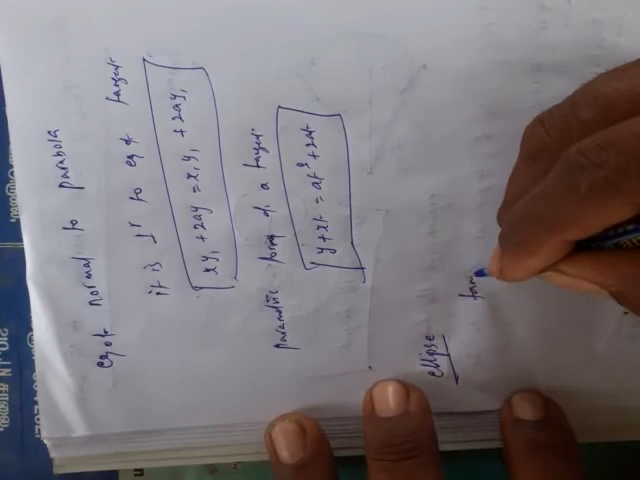 eq of normal to parabola
it is ⊥r to eq of tangent
xy₁ + 2ay = x₁y₁ + 2ay₁
parametric form of a tangent
y + xt = at³ + 2at
ellipse